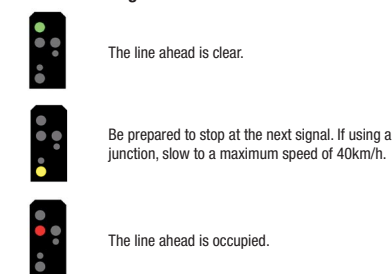 The line ahead is clear.
Be prepared to stop at the next signal. If using a
junction, slow to a maximum speed of 40km/h.
The line ahead is occupied.